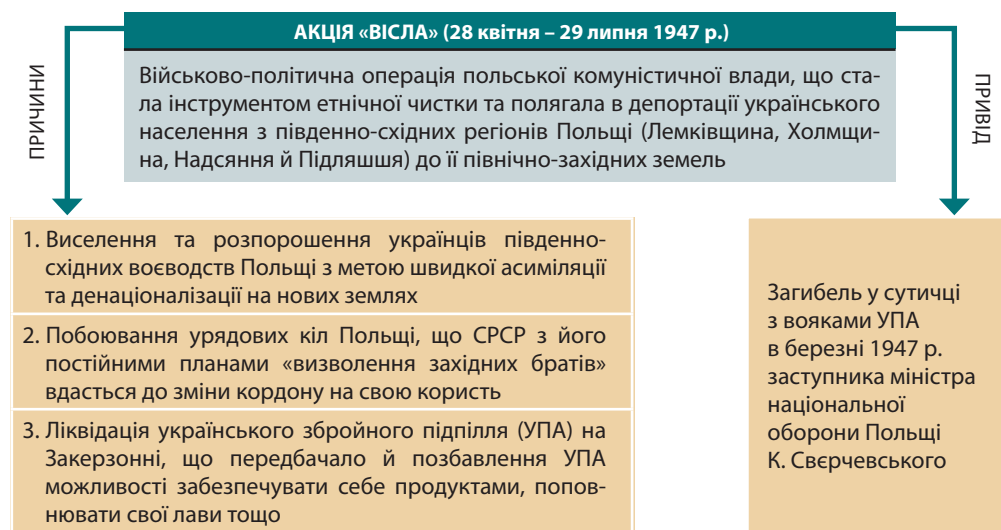 АКЦІЯ «ВІСЛА» (28 квітня – 29 липня 1947 р.)
Військово-політична операція польської комуністичної влади, що ста-
ла інструментом етнічної чистки та полягала в депортації українського
населення з південно-східних регіонів Польщі (Лемківщина, Холмщи-
на, Надсяння й Підляшшя) до її північно-західних земель
ПРИЧИНИ
1. Виселення та розпорошення українців південно-
східних воєводств Польщі з метою швидкої асиміляції
та денаціоналізації на нових землях
2. Побоювання урядових кіл Польщі, що СРСР з його
постійними планами «визволення західних братів»
вдасться до зміни кордону на свою користь
3. Ліквідація українського збройного підпілля (УПА) на
Закерзонні, що передбачало й позбавлення УПА
можливості забезпечувати себе продуктами, попов-
нювати свої лави тощо
ПРИВІД
Загибель у сутичці
з вояками УПА
в березні 1947 р.
заступника міністра
національної
оборони Польщі
К. Свєрчевського